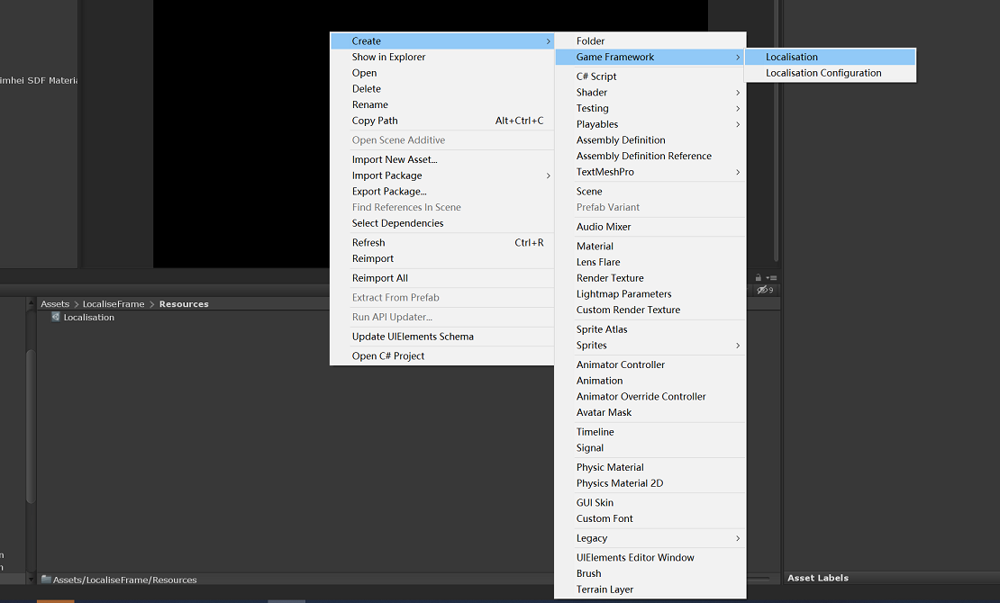 Create
Show in Explorer
Open
Delete
Rename
Copy Path Alt+Ctrl+C
Open Scene Additive
Import New Asset...
Import Package
Export Package...
Find References In Scene
Select Dependencies
Refresh Ctrl+R
Reimport
Reimport All
Extract From Prefab
Run API Updater...
Update UIElements Schema
Open C# Project
Folder
Game Framework
C# Script
Shader
Testing
Playables
Assembly Definition
Assembly Definition Reference
TextMeshPro
Scene
Prefab Variant
Audio Mixer
Material
Lens Flare
Render Texture
Lightmap Parameters
Custom Render Texture
Sprite Atlas
Sprites
Animator Controller
Animation
Animator Override Controller
Avatar Mask
Timeline
Signal
Physic Material
Physics Material 2D
GUI Skin
Custom Font
Legacy
UIElements Editor Window
Brush
Terrain Layer
Localisation
Localisation Configuration
SDF
9
Assets > LocaliseFrame > Resources
Localisation
Assets/LocaliseFrame/Resources
Asset Labels